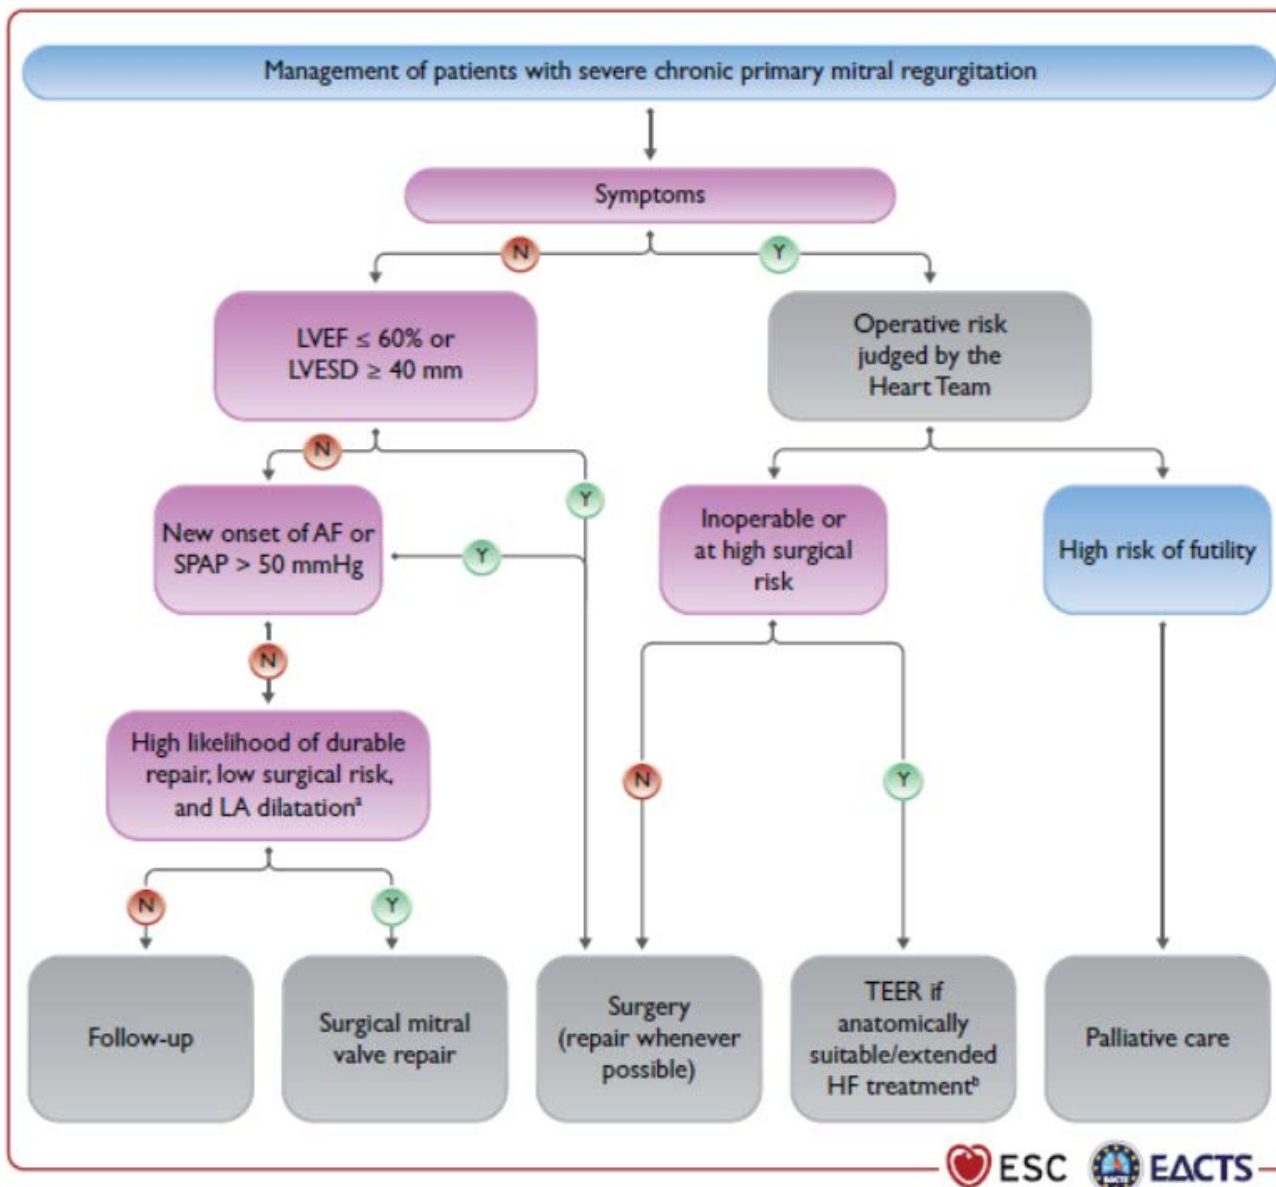 Management of patients with severe chronic primary mitral regurgitation
Symptoms
N
Y
LVEF ≤ 60% or
LVESD ≥ 40 mm
Operative risk
judged by the
Heart Team
N
Y
New onset of AF or
SPAP > 50 mmHg
Y
Inoperable or
at high surgical
risk
High risk of futility
N
High likelihood of durable
repair, low surgical risk,
and LA dilatationª
N
Y
N
Y
Follow-up
Surgical mitral
valve repair
Surgery
(repair whenever
possible)
TEER if
anatomically
suitable/extended
HF treatmentᵇ
Palliative care
ESC
EACTS
EΔCTS